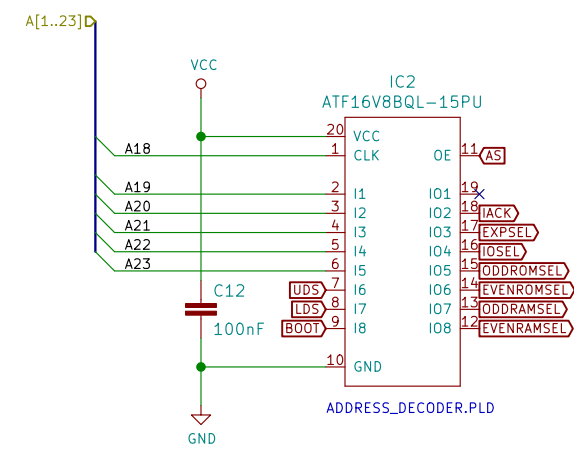 A[1..23]
VCC
IC2
ATF16V8BQL-15PU
20 VCC
A18 1 CLK OE 11 AS
A19 2 I1 IO1 19
A20 3 I2 IO2 18 IACK
A21 4 I3 IO3 17 EXPSEL
A22 5 I4 IO4 16 IOSEL
A23 6 I5 IO5 15 ODDROMSEL
UDS 7 I6 IO6 14 EVENROMSEL
C12
LDS 8 I7 IO7 13 ODDRAMSEL
100nF
BOOT 9 I8 IO8 12 EVENRAMSEL
10 GND
ADDRESS_DECODER.PLD
GND